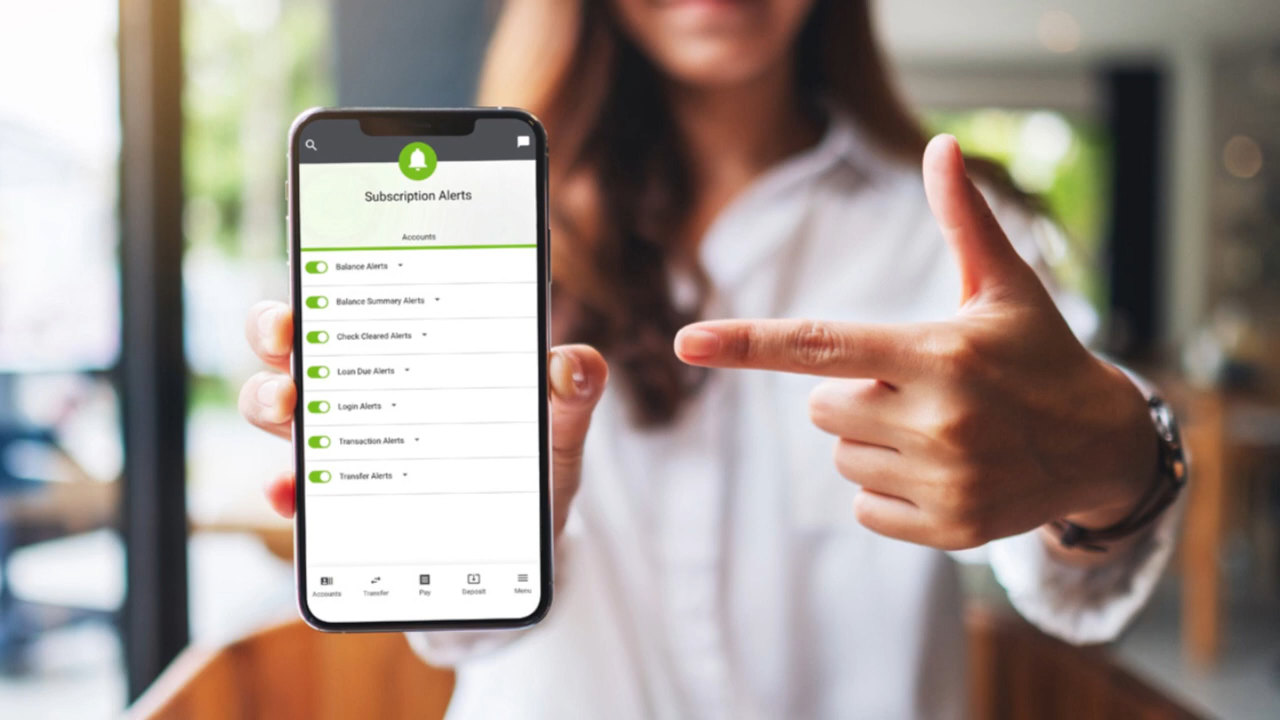 Subscription Alerts
Accounts
Balance Alerts
Balance Summary Alerts
Check Cleared Alerts
Loan Due Alerts
Login Alerts
Transaction Alerts
Transfer Alerts
Accounts Transfer Pay Deposit Menu